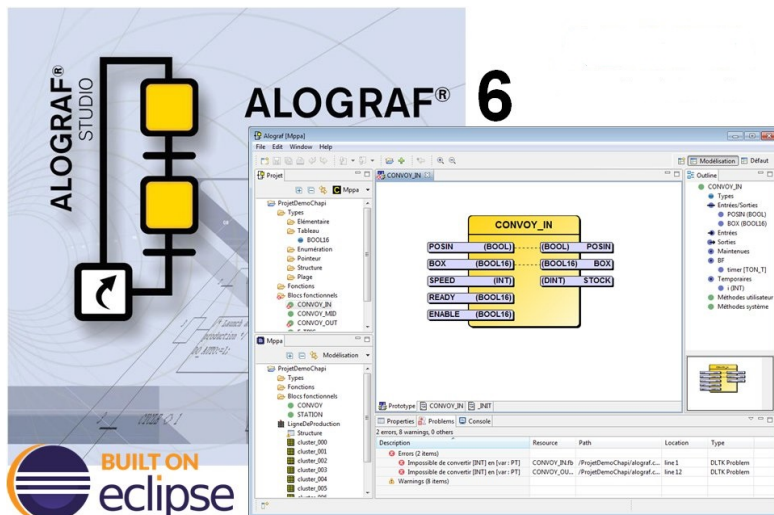 ALOGRAF®
STUDIO
ALOGRAF® 6
Alograf [Mppa]
File Edit Window Help
Modélisation Défaut
Projet
Mppa
ProjetDemoChapi
Types
Elémentaire
Tableau
BOOL16
Enumération
Pointeur
Structure
Plage
Fonctions
Blocs fonctionnels
CONVOY_IN
CONVOY_MID
CONVOY_OUT
CONVOY_IN
CONVOY_IN
POSIN (BOOL) (BOOL) POSIN
BOX (BOOL16) (BOOL16) BOX
SPEED (INT) (DINT) STOCK
READY (BOOL16)
ENABLE (BOOL16)
Prototype CONVOY_IN _INIT
Outline
CONVOY_IN
Types
Entrées/Sorties
POSIN (BOOL)
BOX (BOOL16)
Entrées
Sorties
Maintenues
BF
timer [TON_T]
Temporaires
i (INT)
Méthodes utilisateur
Méthodes système
Mppa
Modélisation
ProjetDemoChapi
Types
Fonctions
Blocs fonctionnels
CONVOY
STATION
LigneDeProduction
Structure
cluster_000
cluster_001
cluster_002
cluster_003
cluster_004
cluster_005
Properties Problems Console
2 errors, 8 warnings, 0 others
Description Resource Path Location Type
Errors (2 items)
Impossible de convertir [INT] en [var : PT] CONVOY_IN.fb /ProjetDemoChapi/alograf.c... line 1 DLTK Problem
Impossible de convertir [INT] en [var : PT] CONVOY_OU... /ProjetDemoChapi/alograf.c... line 12 DLTK Problem
Warnings (8 items)
BUILT ON
eclipse